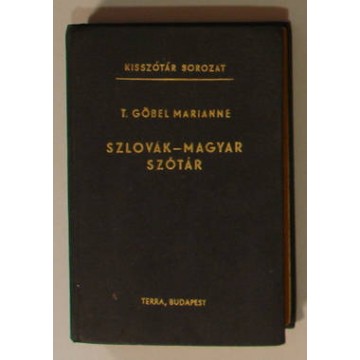 KISSZÓTÁR SOROZAT
T. GÖBEL MARIANNE
SZLOVÁK–MAGYAR
SZÓTÁR
TERRA, BUDAPEST